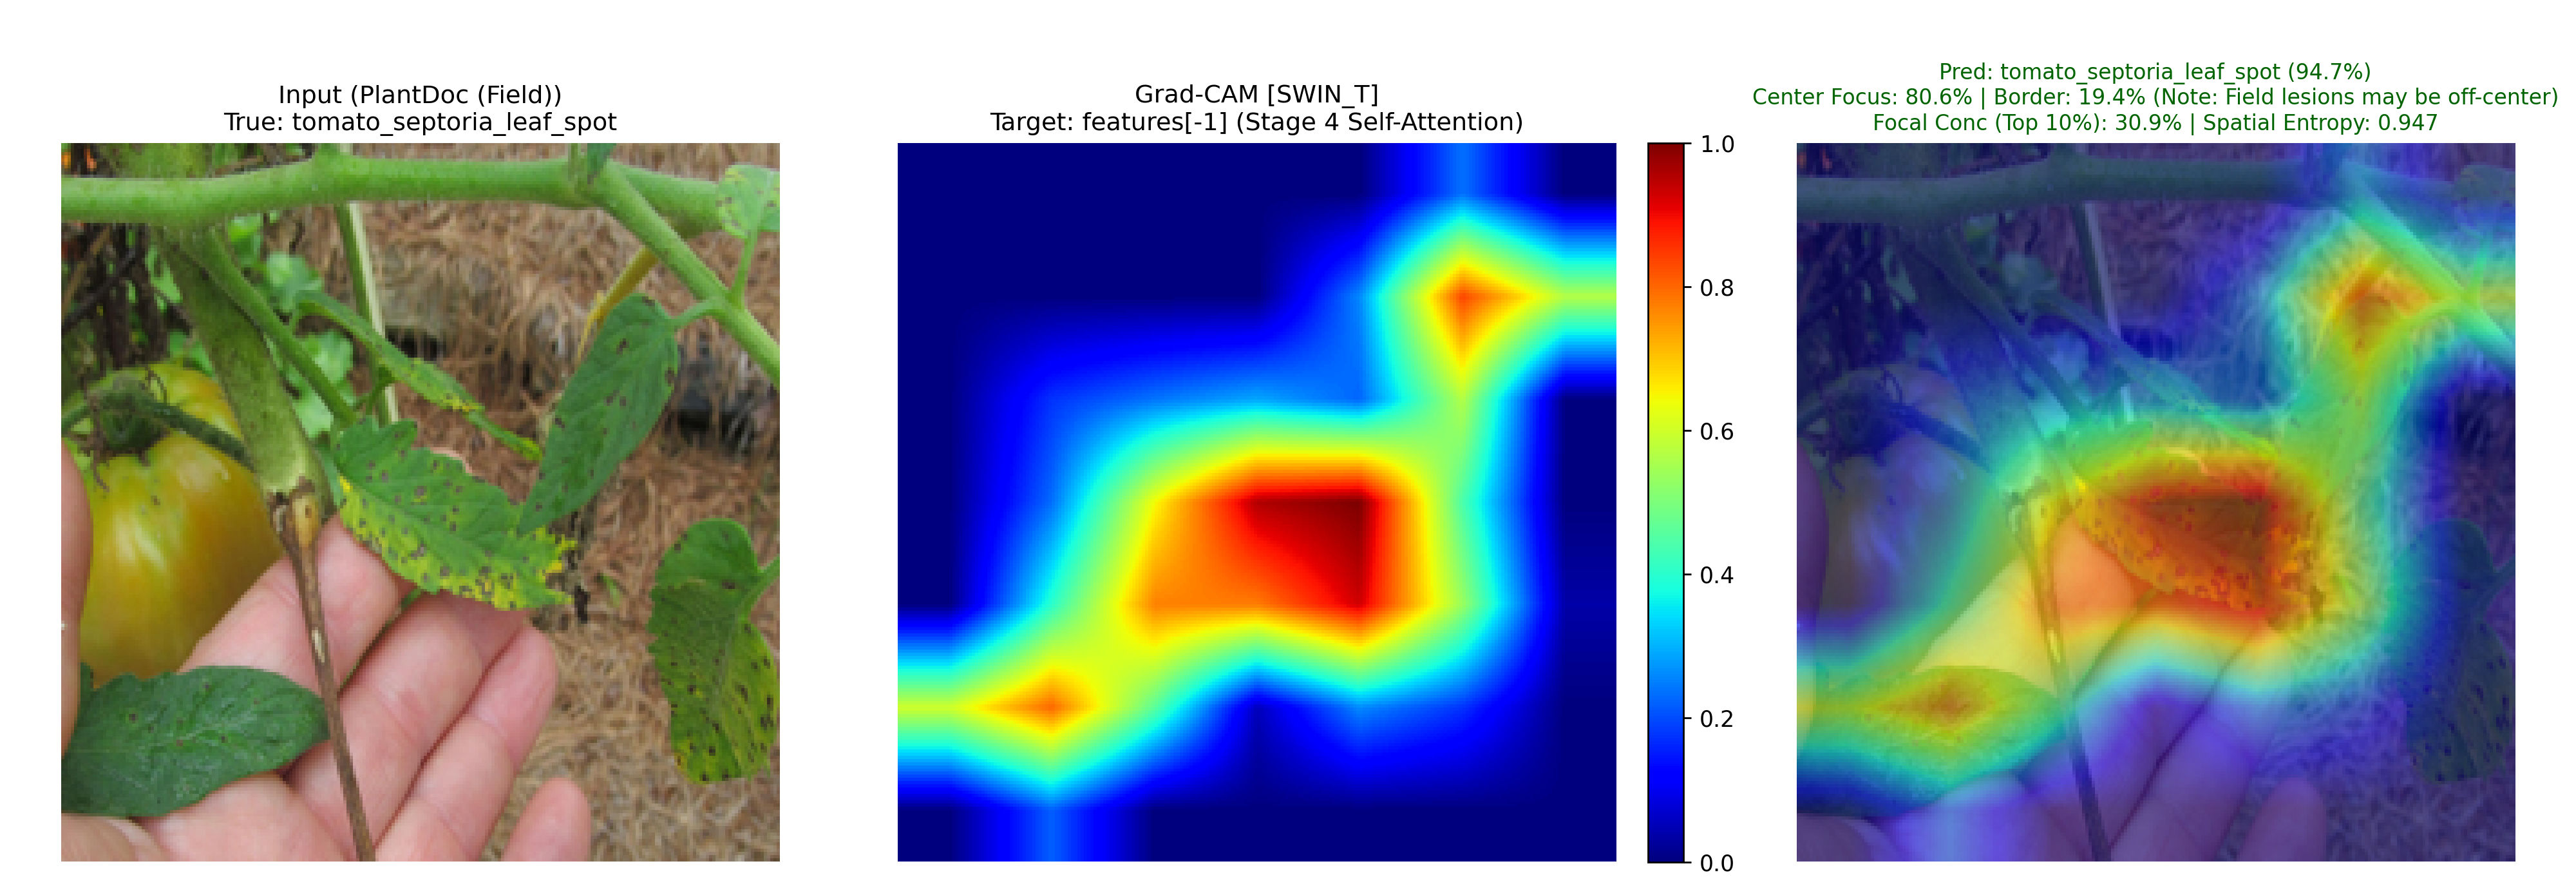 Input (PlantDoc (Field))
True: tomato_septoria_leaf_spot
Grad-CAM [SWIN_T]
Target: features[-1] (Stage 4 Self-Attention)
1.0
0.8
0.6
0.4
0.2
0.0
Pred: tomato_septoria_leaf_spot (94.7%)
Center Focus: 80.6% | Border: 19.4% (Note: Field lesions may be off-center)
Focal Conc (Top 10%): 30.9% | Spatial Entropy: 0.947